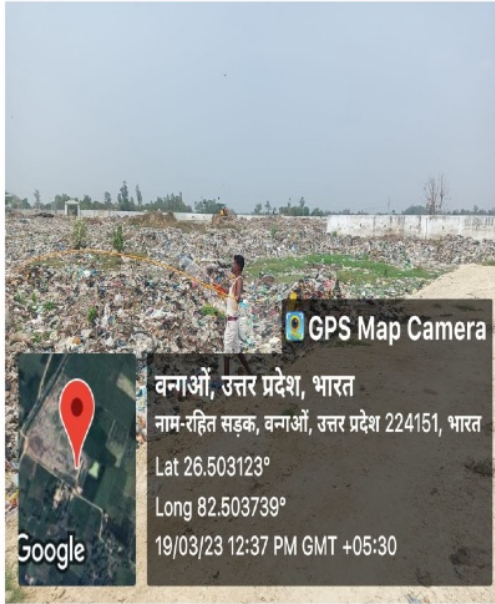 GPS Map Camera
वन्गओं, उत्तर प्रदेश, भारत
नाम-रहित सड़क, वन्गओं, उत्तर प्रदेश 224151, भारत
Lat 26.503123°
Long 82.503739°
19/03/23 12:37 PM GMT +05:30
Google